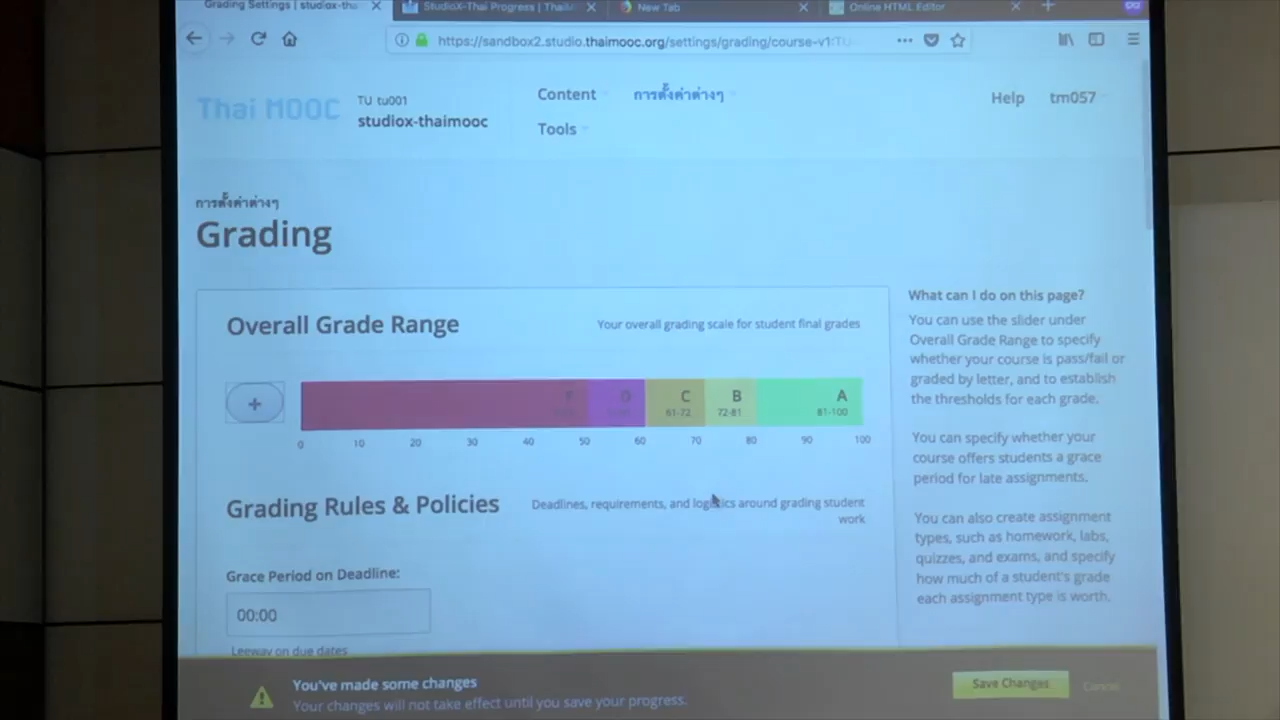 Grading Settings | studiox-tha
StudioX-Thai Progress | ThaiM
New Tab
Online HTML Editor
https://sandbox2.studio.thaimooc.org/settings/grading/course-v1:TU
Thai MOOC
TU tu001
studiox-thaimooc
Content
การตั้งค่าต่างๆ
Tools
Help
tm057
การตั้งค่าต่างๆ
Grading
Overall Grade Range
Your overall grading scale for student final grades
+
F
D
C
B
A
61-72
72-81
81-100
0 10 20 30 40 50 60 70 80 90 100
Grading Rules & Policies
Deadlines, requirements, and logistics around grading student
work
Grace Period on Deadline:
00:00
Leeway on due dates
What can I do on this page?
You can use the slider under
Overall Grade Range to specify
whether your course is pass/fail or
graded by letter, and to establish
the thresholds for each grade.
You can specify whether your
course offers students a grace
period for late assignments.
You can also create assignment
types, such as homework, labs,
quizzes, and exams, and specify
how much of a student's grade
each assignment type is worth.
You've made some changes
Your changes will not take effect until you save your progress.
Save Changes
Cancel